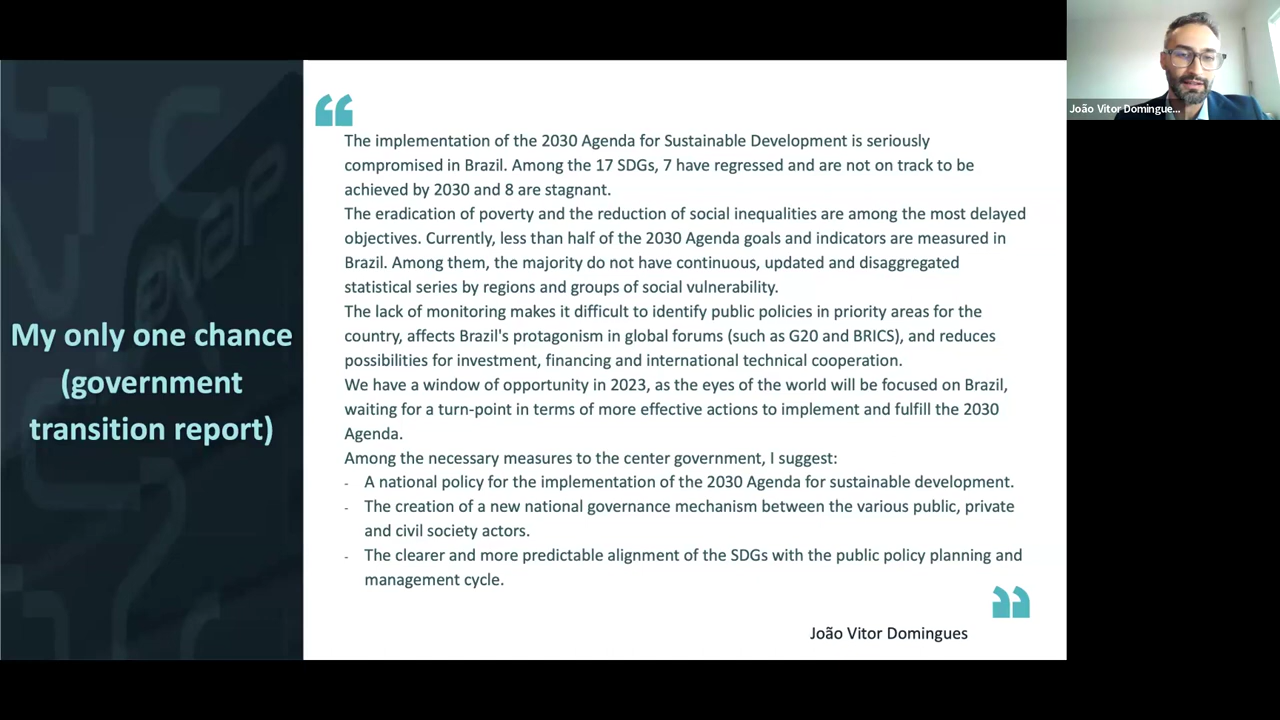 My only one chance
(government
transition report)
The implementation of the 2030 Agenda for Sustainable Development is seriously
compromised in Brazil. Among the 17 SDGs, 7 have regressed and are not on track to be
achieved by 2030 and 8 are stagnant.
The eradication of poverty and the reduction of social inequalities are among the most delayed
objectives. Currently, less than half of the 2030 Agenda goals and indicators are measured in
Brazil. Among them, the majority do not have continuous, updated and disaggregated
statistical series by regions and groups of social vulnerability.
The lack of monitoring makes it difficult to identify public policies in priority areas for the
country, affects Brazil's protagonism in global forums (such as G20 and BRICS), and reduces
possibilities for investment, financing and international technical cooperation.
We have a window of opportunity in 2023, as the eyes of the world will be focused on Brazil,
waiting for a turn-point in terms of more effective actions to implement and fulfill the 2030
Agenda.
Among the necessary measures to the center government, I suggest:
- A national policy for the implementation of the 2030 Agenda for sustainable development.
- The creation of a new national governance mechanism between the various public, private
and civil society actors.
- The clearer and more predictable alignment of the SDGs with the public policy planning and
management cycle.
João Vitor Domingues
João Vitor Domingue...
enap